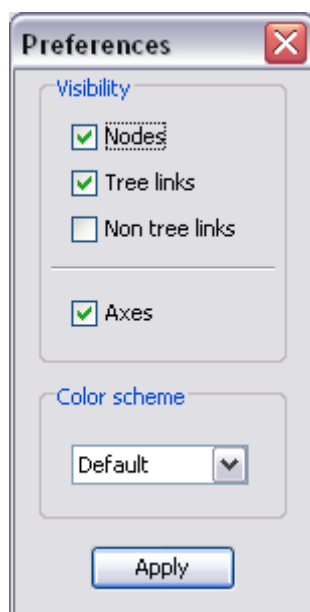 Preferences
Visibility
Nodes
Tree links
Non tree links
Axes
Color scheme
Default
Apply